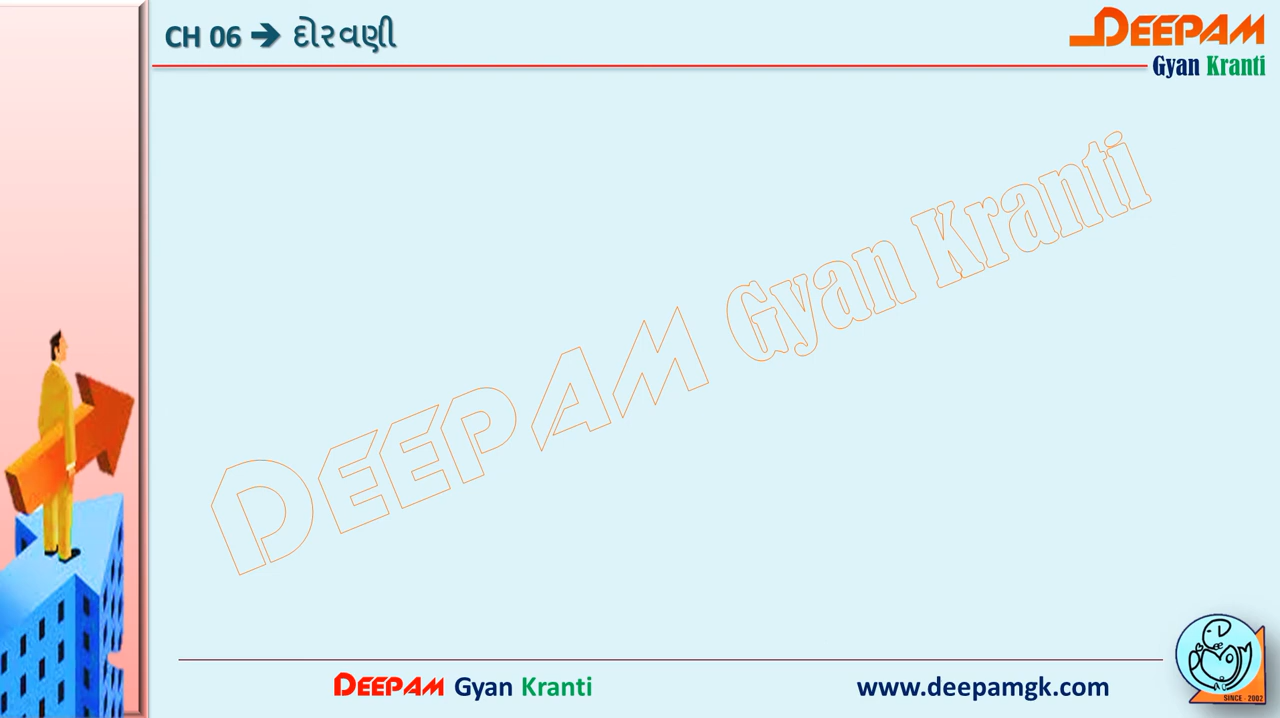 CH 06 ➔ દોરવણી
DEEPAM
Gyan Kranti
DEEPAM Gyan Kranti
DEEPAM Gyan Kranti
www.deepamgk.com
SINCE - 2002